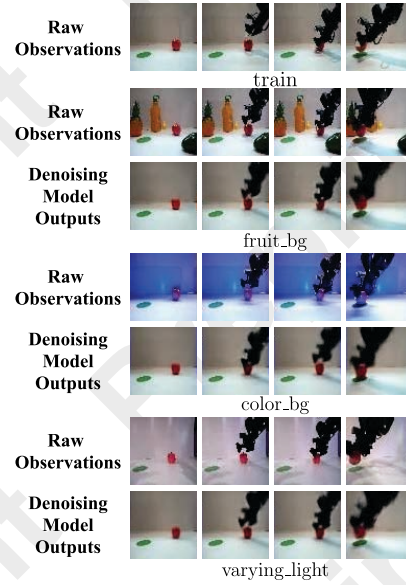 Raw
Observations
train
Raw
Observations
Denoising
Model
Outputs
fruit_bg
Raw
Observations
Denoising
Model
Outputs
color_bg
Raw
Observations
Denoising
Model
Outputs
varying_light